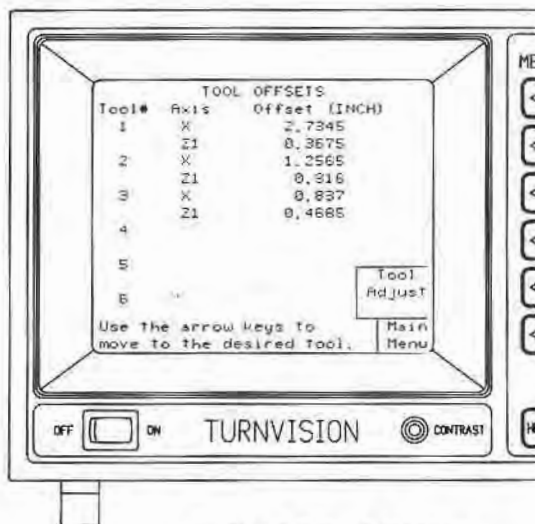 TOOL OFFSETS
Tool# Axis Offset (INCH)
1 X 2.7345
Z1 0.3675
2 X 1.2565
Z1 0.316
3 X 0.837
Z1 0.4685
4
5
6
Tool
Adjust
Use the arrow keys to
move to the desired tool.
Main
Menu
OFF ON TURNVISION CONTRAST